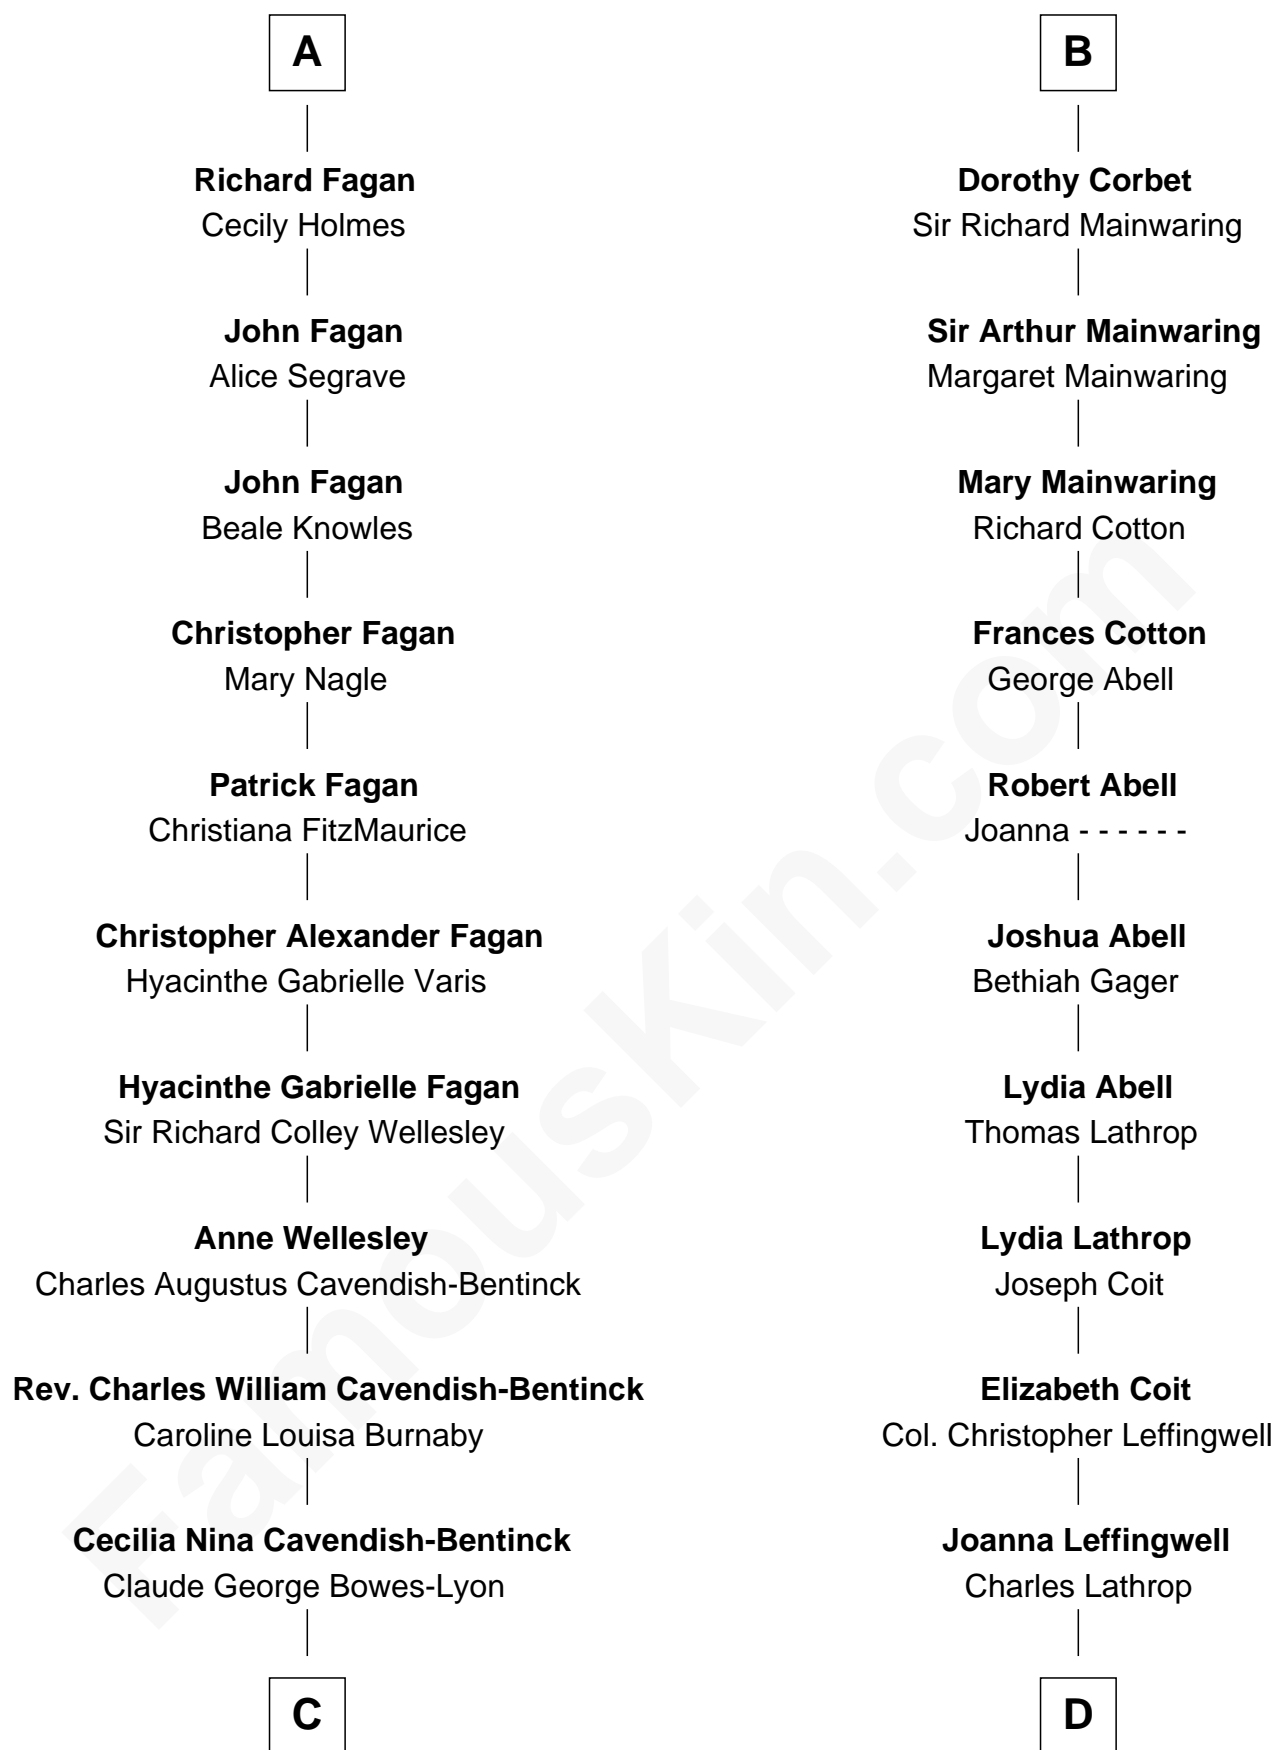 A
Richard Fagan
Cecily Holmes
John Fagan
Alice Segrave
John Fagan
Beale Knowles
Christopher Fagan
Mary Nagle
Patrick Fagan
Christiana FitzMaurice
Christopher Alexander Fagan
Hyacinthe Gabrielle Varis
Hyacinthe Gabrielle Fagan
Sir Richard Colley Wellesley
Anne Wellesley
Charles Augustus Cavendish-Bentinck
Rev. Charles William Cavendish-Bentinck
Caroline Louisa Burnaby
Cecilia Nina Cavendish-Bentinck
Claude George Bowes-Lyon
C
B
Dorothy Corbet
Sir Richard Mainwaring
Sir Arthur Mainwaring
Margaret Mainwaring
Mary Mainwaring
Richard Cotton
Frances Cotton
George Abell
Robert Abell
Joanna - - - - - -
Joshua Abell
Bethiah Gager
Lydia Abell
Thomas Lathrop
Lydia Lathrop
Joseph Coit
Elizabeth Coit
Col. Christopher Leffingwell
Joanna Leffingwell
Charles Lathrop
D
FamousKin.com